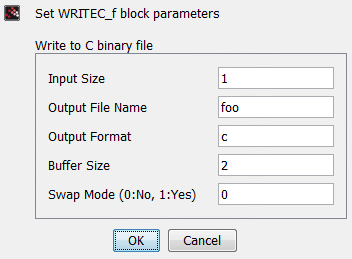 Set WRITEC_f block parameters
Write to C binary file
Input Size 1
Output File Name foo
Output Format c
Buffer Size 2
Swap Mode (0:No, 1:Yes) 0
OK Cancel